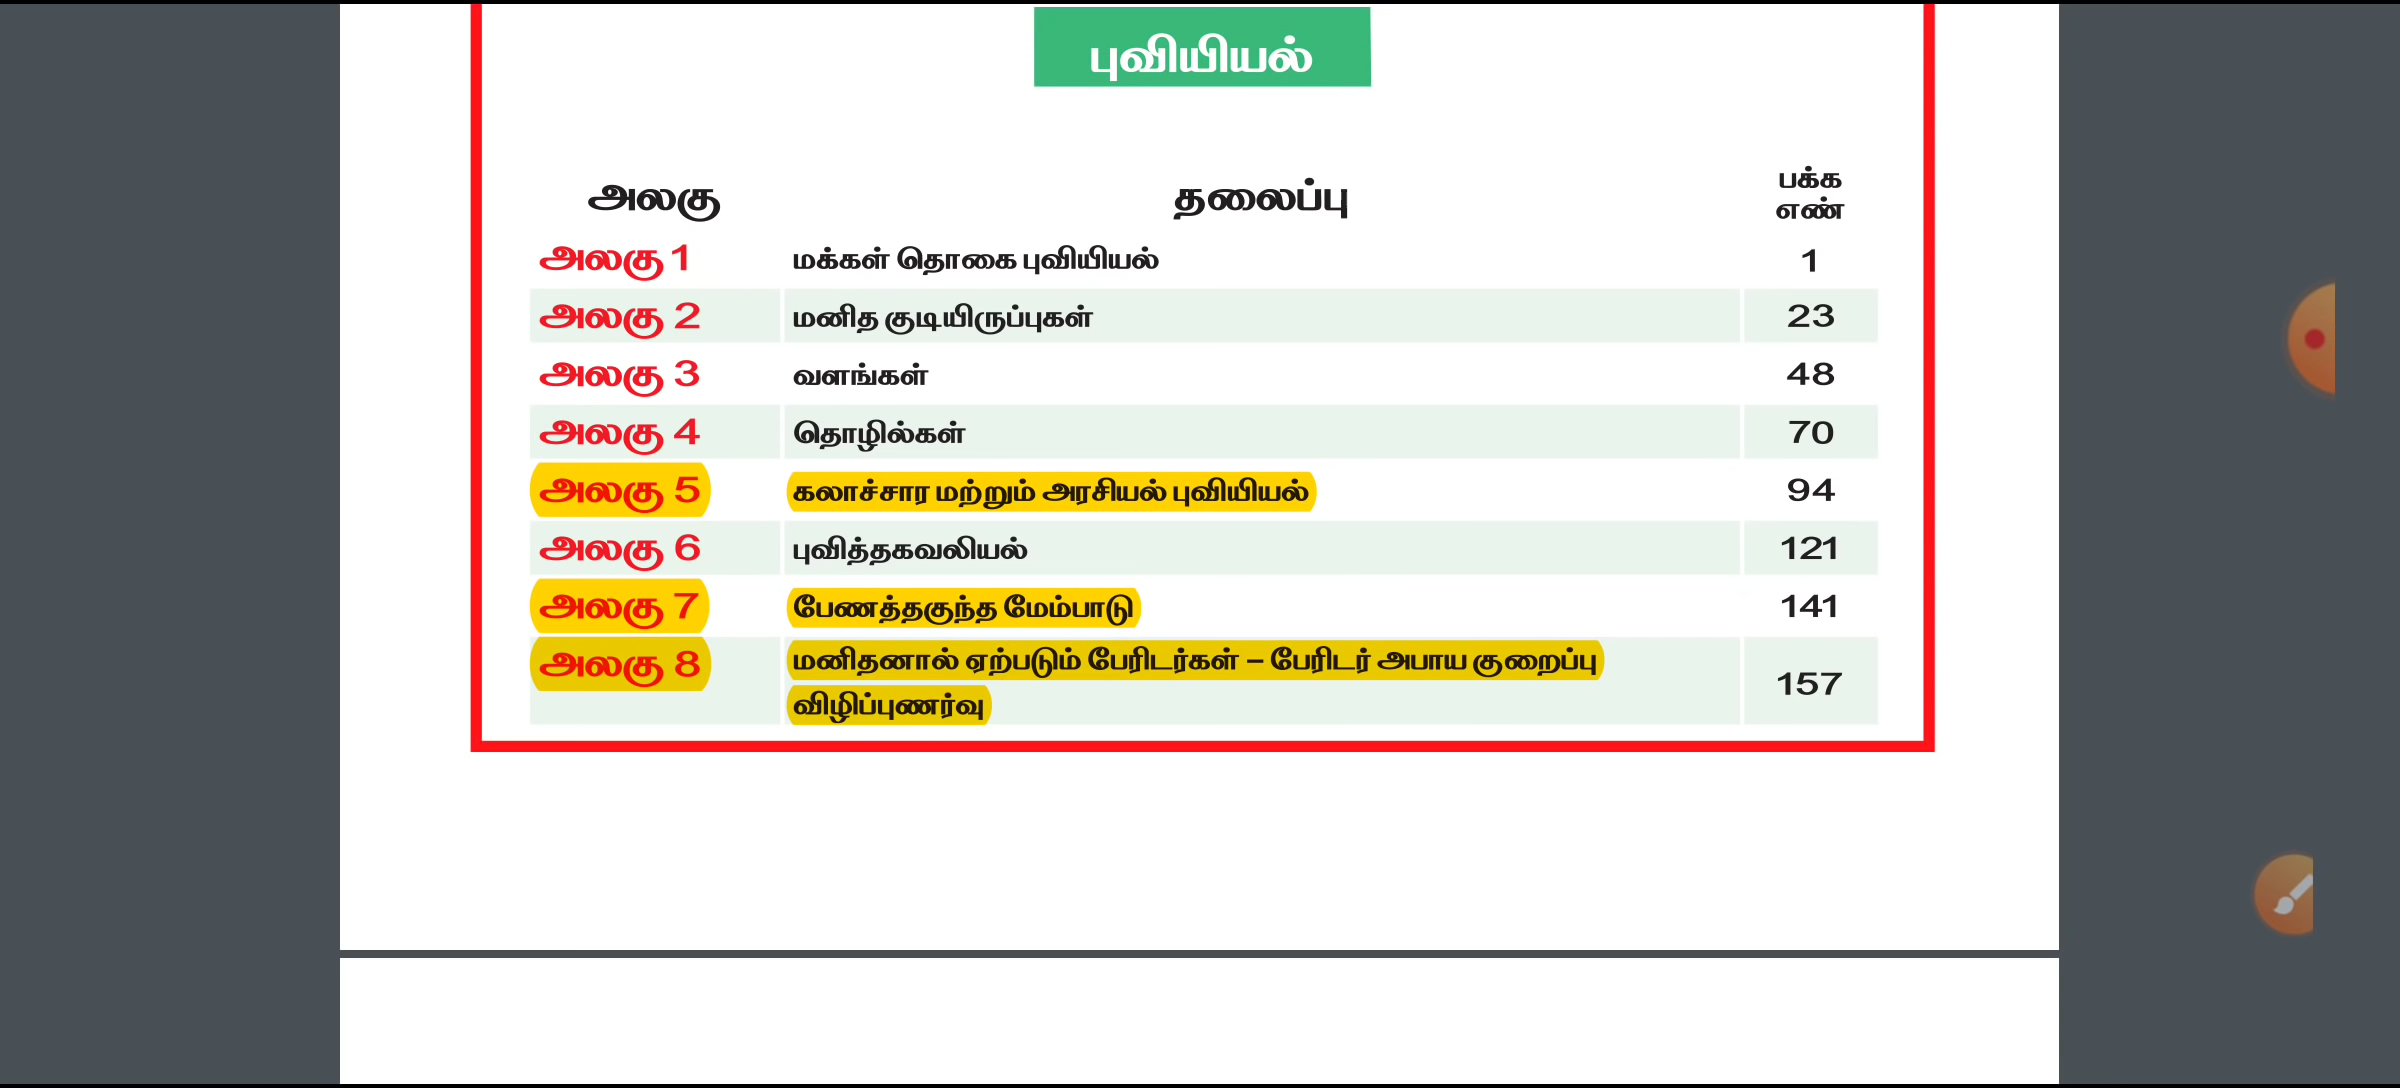 புவியியல்
அலகு தலைப்பு பக்க எண்
அலகு 1 மக்கள் தொகை புவியியல் 1
அலகு 2 மனித குடியிருப்புகள் 23
அலகு 3 வளங்கள் 48
அலகு 4 தொழில்கள் 70
அலகு 5 கலாச்சார மற்றும் அரசியல் புவியியல் 94
அலகு 6 புவித்தகவலியல் 121
அலகு 7 பேணத்தகுந்த மேம்பாடு 141
அலகு 8 மனிதனால் ஏற்படும் பேரிடர்கள் – பேரிடர் அபாய குறைப்பு
விழிப்புணர்வு 157